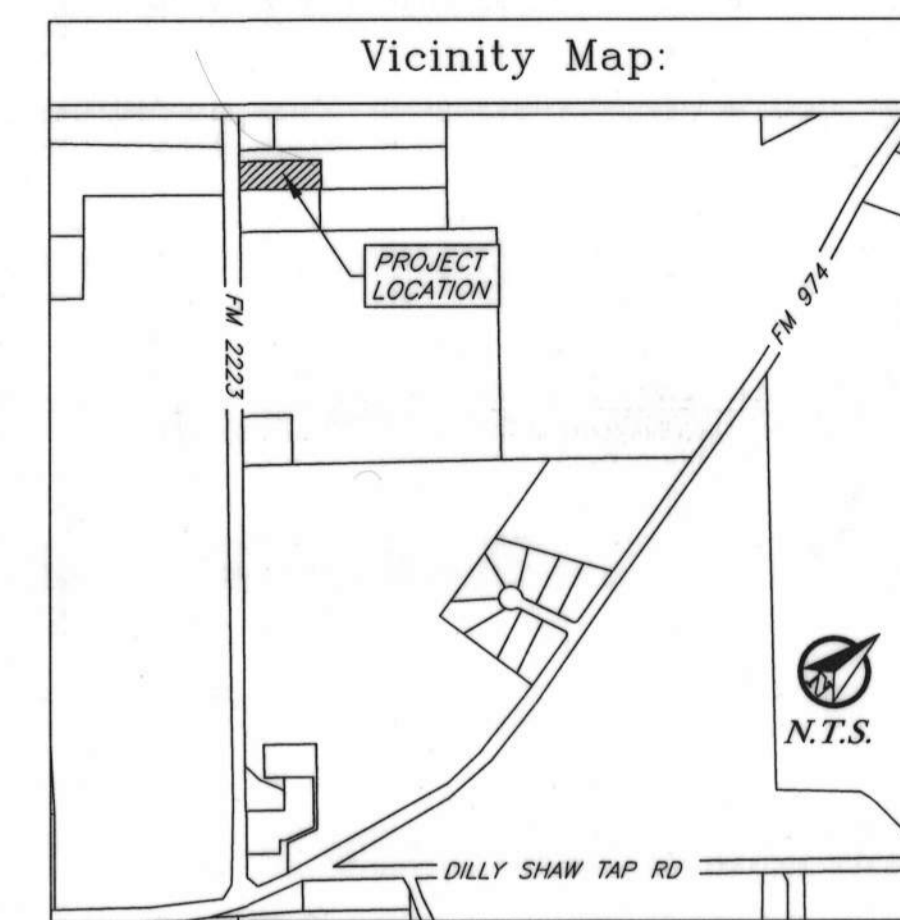 Vicinity Map:
PROJECT
LOCATION
FM 2223
FM 974
N.T.S.
DILLY SHAW TAP RD